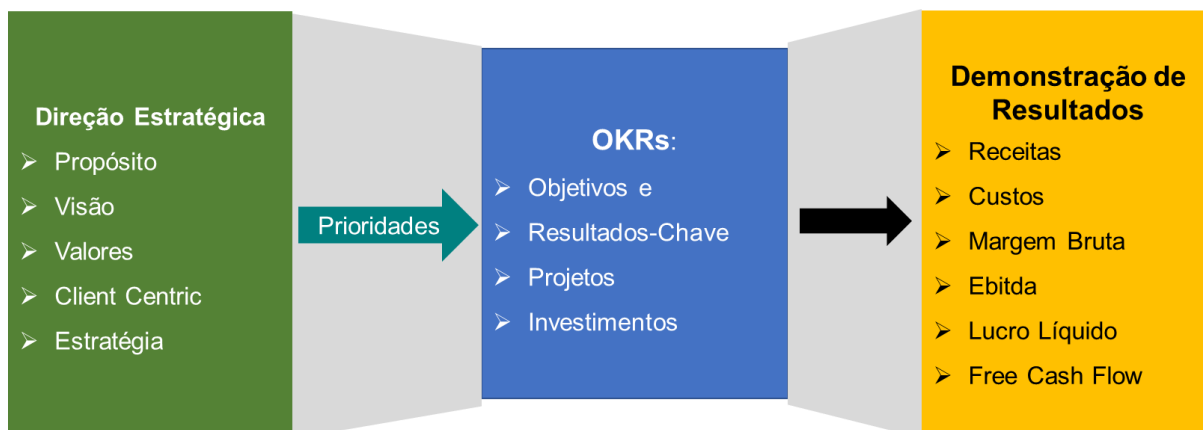 Direção Estratégica
Propósito
Visão
Valores
Client Centric
Estratégia
Prioridades
OKRs:
Objetivos e
Resultados-Chave
Projetos
Investimentos
Demonstração de
Resultados
Receitas
Custos
Margem Bruta
Ebitda
Lucro Líquido
Free Cash Flow